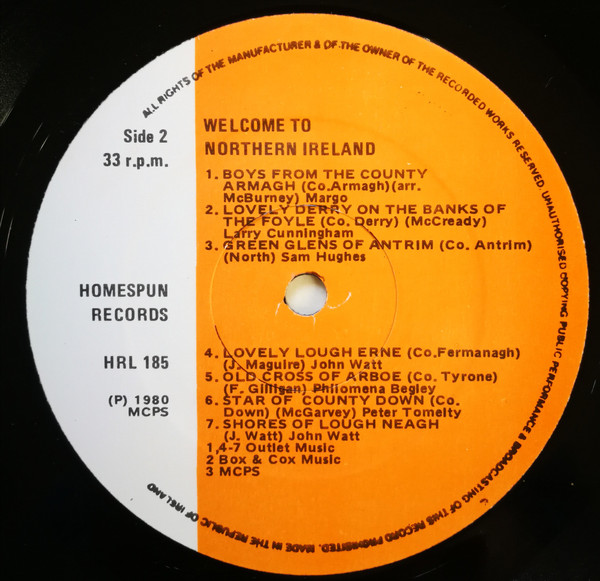 ALL RIGHTS OF THE MANUFACTURER & OF THE OWNER OF THE RECORDED WORKS RESERVED. UNAUTHORISED COPYING PUBLIC PERFORMANCE & BROADCASTING OF THIS RECORD PROHIBITED. MADE IN THE REPUBLIC OF IRELAND
Side 2
33 r.p.m.
HOMESPUN
RECORDS
HRL 185
(P) 1980
MCPS
WELCOME TO
NORTHERN IRELAND
1. BOYS FROM THE COUNTY
ARMAGH (Co.Armagh)(arr.
McBurney) Margo
2. LOVELY DERRY ON THE BANKS OF
THE FOYLE (Co. Derry) (McCready)
Larry Cunningham
3. GREEN GLENS OF ANTRIM (Co. Antrim)
(North) Sam Hughes
4. LOVELY LOUGH ERNE (Co.Fermanagh)
(J. Maguire) John Watt
5. OLD CROSS OF ARBOE (Co. Tyrone)
(F. Gilligan) Philomena Begley
6. STAR OF COUNTY DOWN (Co.
Down) (McGarvey) Peter Tomelty
7. SHORES OF LOUGH NEAGH
(J. Watt) John Watt
1,4-7 Outlet Music
2 Box & Cox Music
3 MCPS